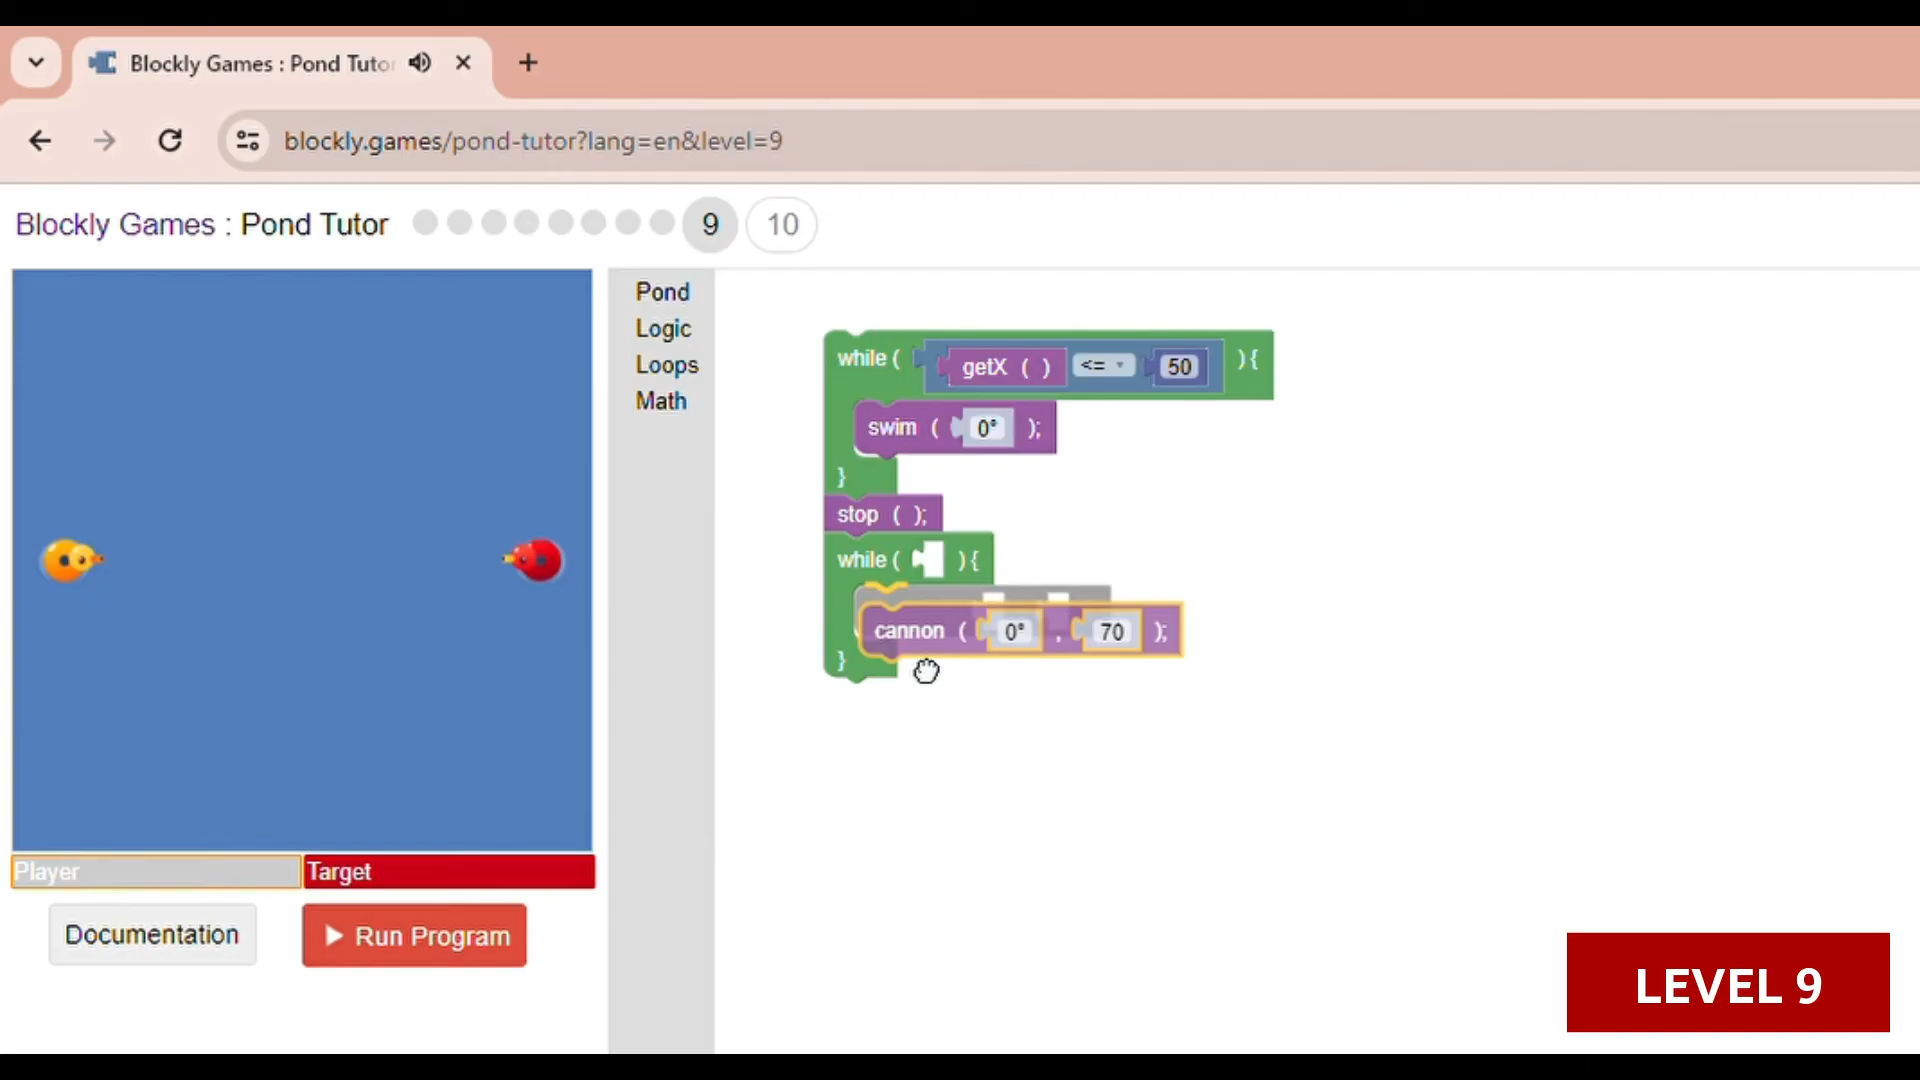 Blockly Games : Pond Tutor
blockly.games/pond-tutor?lang=en&level=9
Blockly Games : Pond Tutor 9 10
Pond
Logic
Loops
Math
while ( getX ( ) <= 50 ) {
swim ( 0° );
}
stop ( );
while ( ) {
cannon ( 0° , 70 );
}
Player
Target
Documentation
Run Program
LEVEL 9